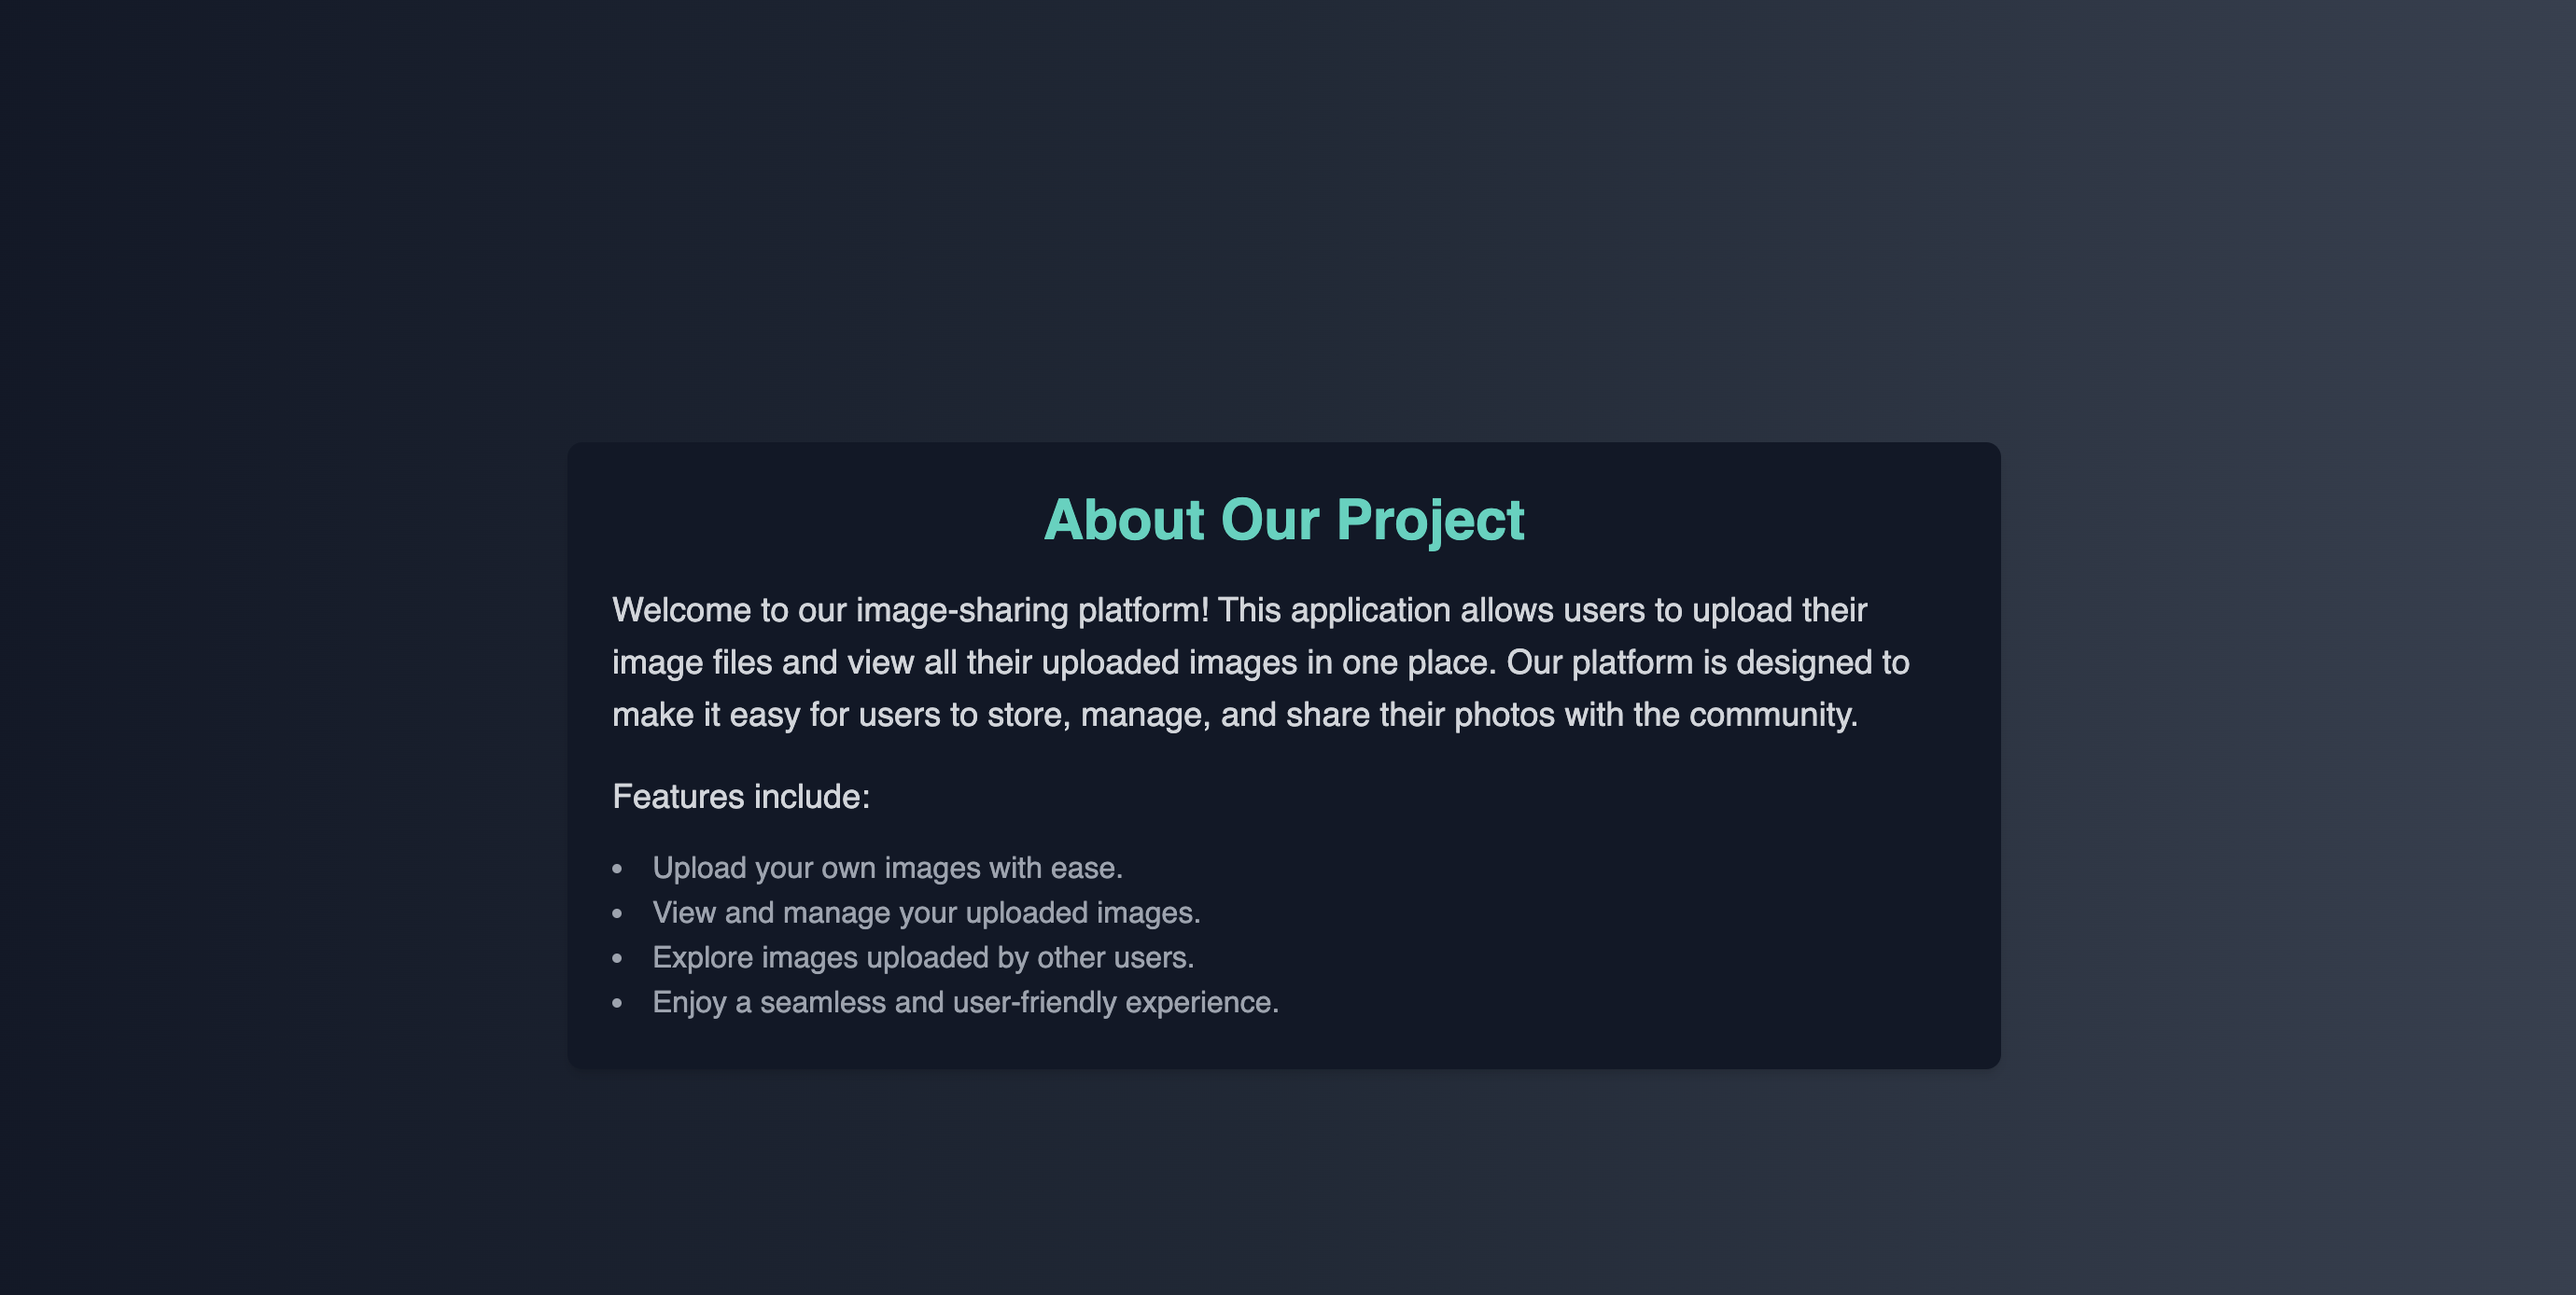 About Our Project
Welcome to our image-sharing platform! This application allows users to upload their
image files and view all their uploaded images in one place. Our platform is designed to
make it easy for users to store, manage, and share their photos with the community.
Features include:
• Upload your own images with ease.
• View and manage your uploaded images.
• Explore images uploaded by other users.
• Enjoy a seamless and user-friendly experience.